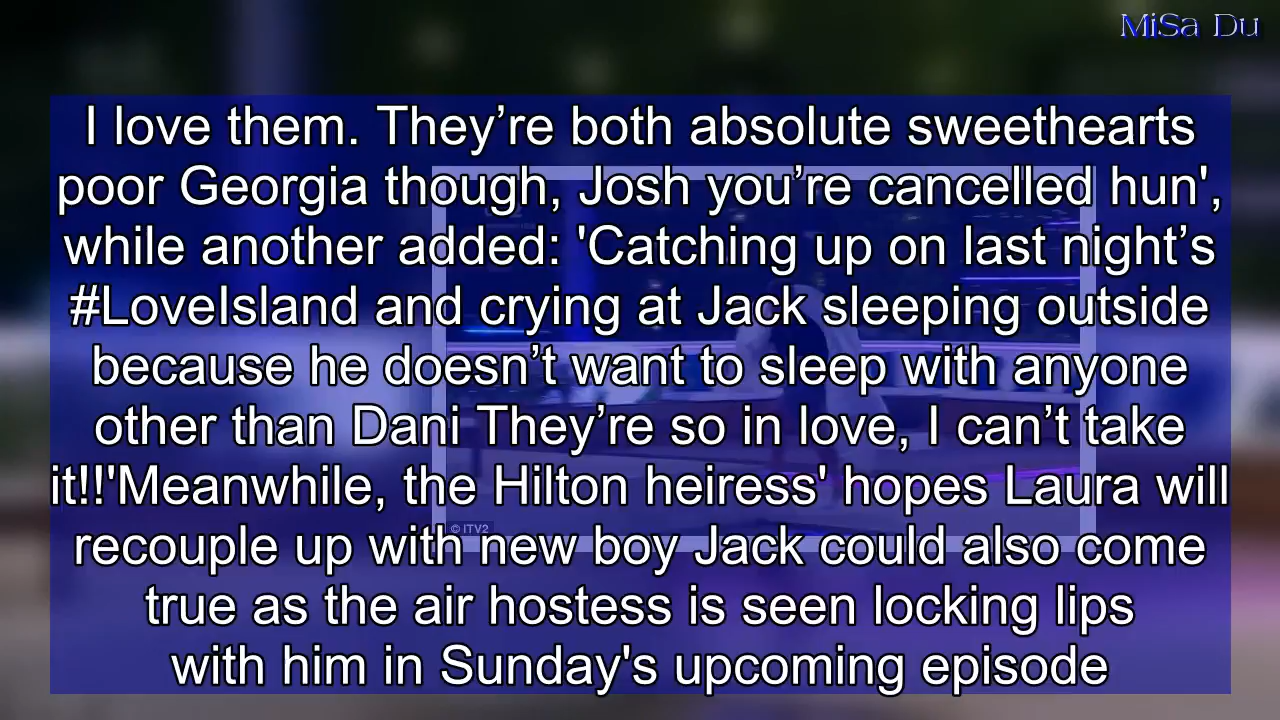 MiSa Du
I love them. They’re both absolute sweethearts
poor Georgia though, Josh you’re cancelled hun',
while another added: 'Catching up on last night’s
#LoveIsland and crying at Jack sleeping outside
because he doesn’t want to sleep with anyone
other than Dani They’re so in love, I can’t take
it!!'Meanwhile, the Hilton heiress' hopes Laura will
recouple up with new boy Jack could also come
true as the air hostess is seen locking lips
with him in Sunday's upcoming episode
© ITV2